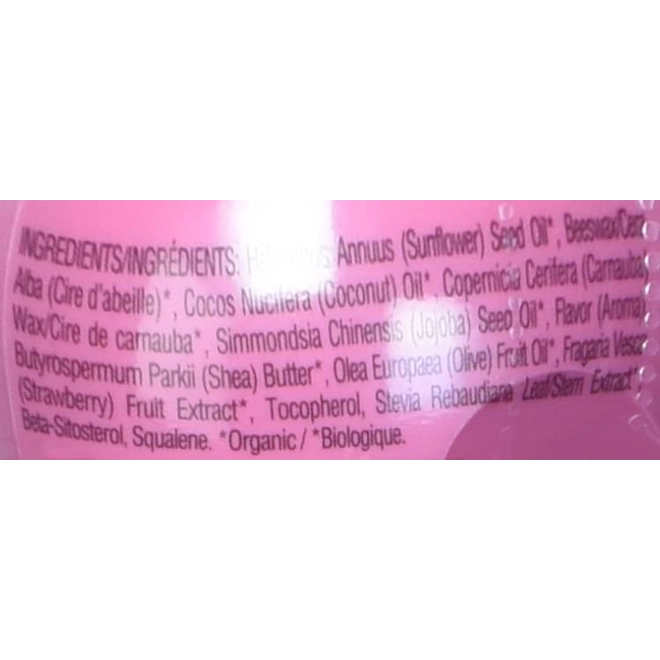 INGREDIENTS/INGRÉDIENTS: Annuus (Sunflower) Seed Oil*, Beeswax/Cera
Alba (Cire d'abeille)*, Cocos Nucifera (Coconut) Oil*, Copernicia Cerifera (Carnauba)
Wax/Cire de carnauba*, Simmondsia Chinensis (Jojoba) Seed Oil*, Flavor (Aroma),
Butyrospermum Parkii (Shea) Butter*, Olea Europaea (Olive) Fruit Oil*, Fragaria Vesca
(Strawberry) Fruit Extract*, Tocopherol, Stevia Rebaudiana Leaf/Stem Extract*,
Beta-Sitosterol, Squalene. *Organic / *Biologique.